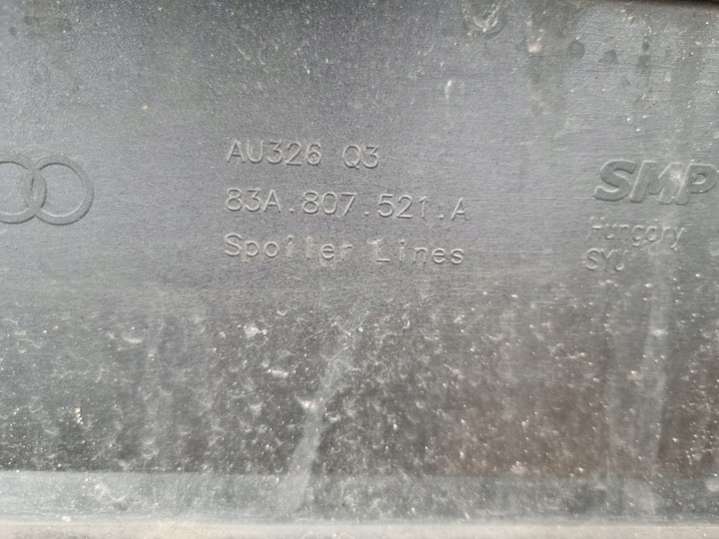 AU326 Q3
83A.807.521.A
Spoiler Lines
SMP
Hungary
SYJ